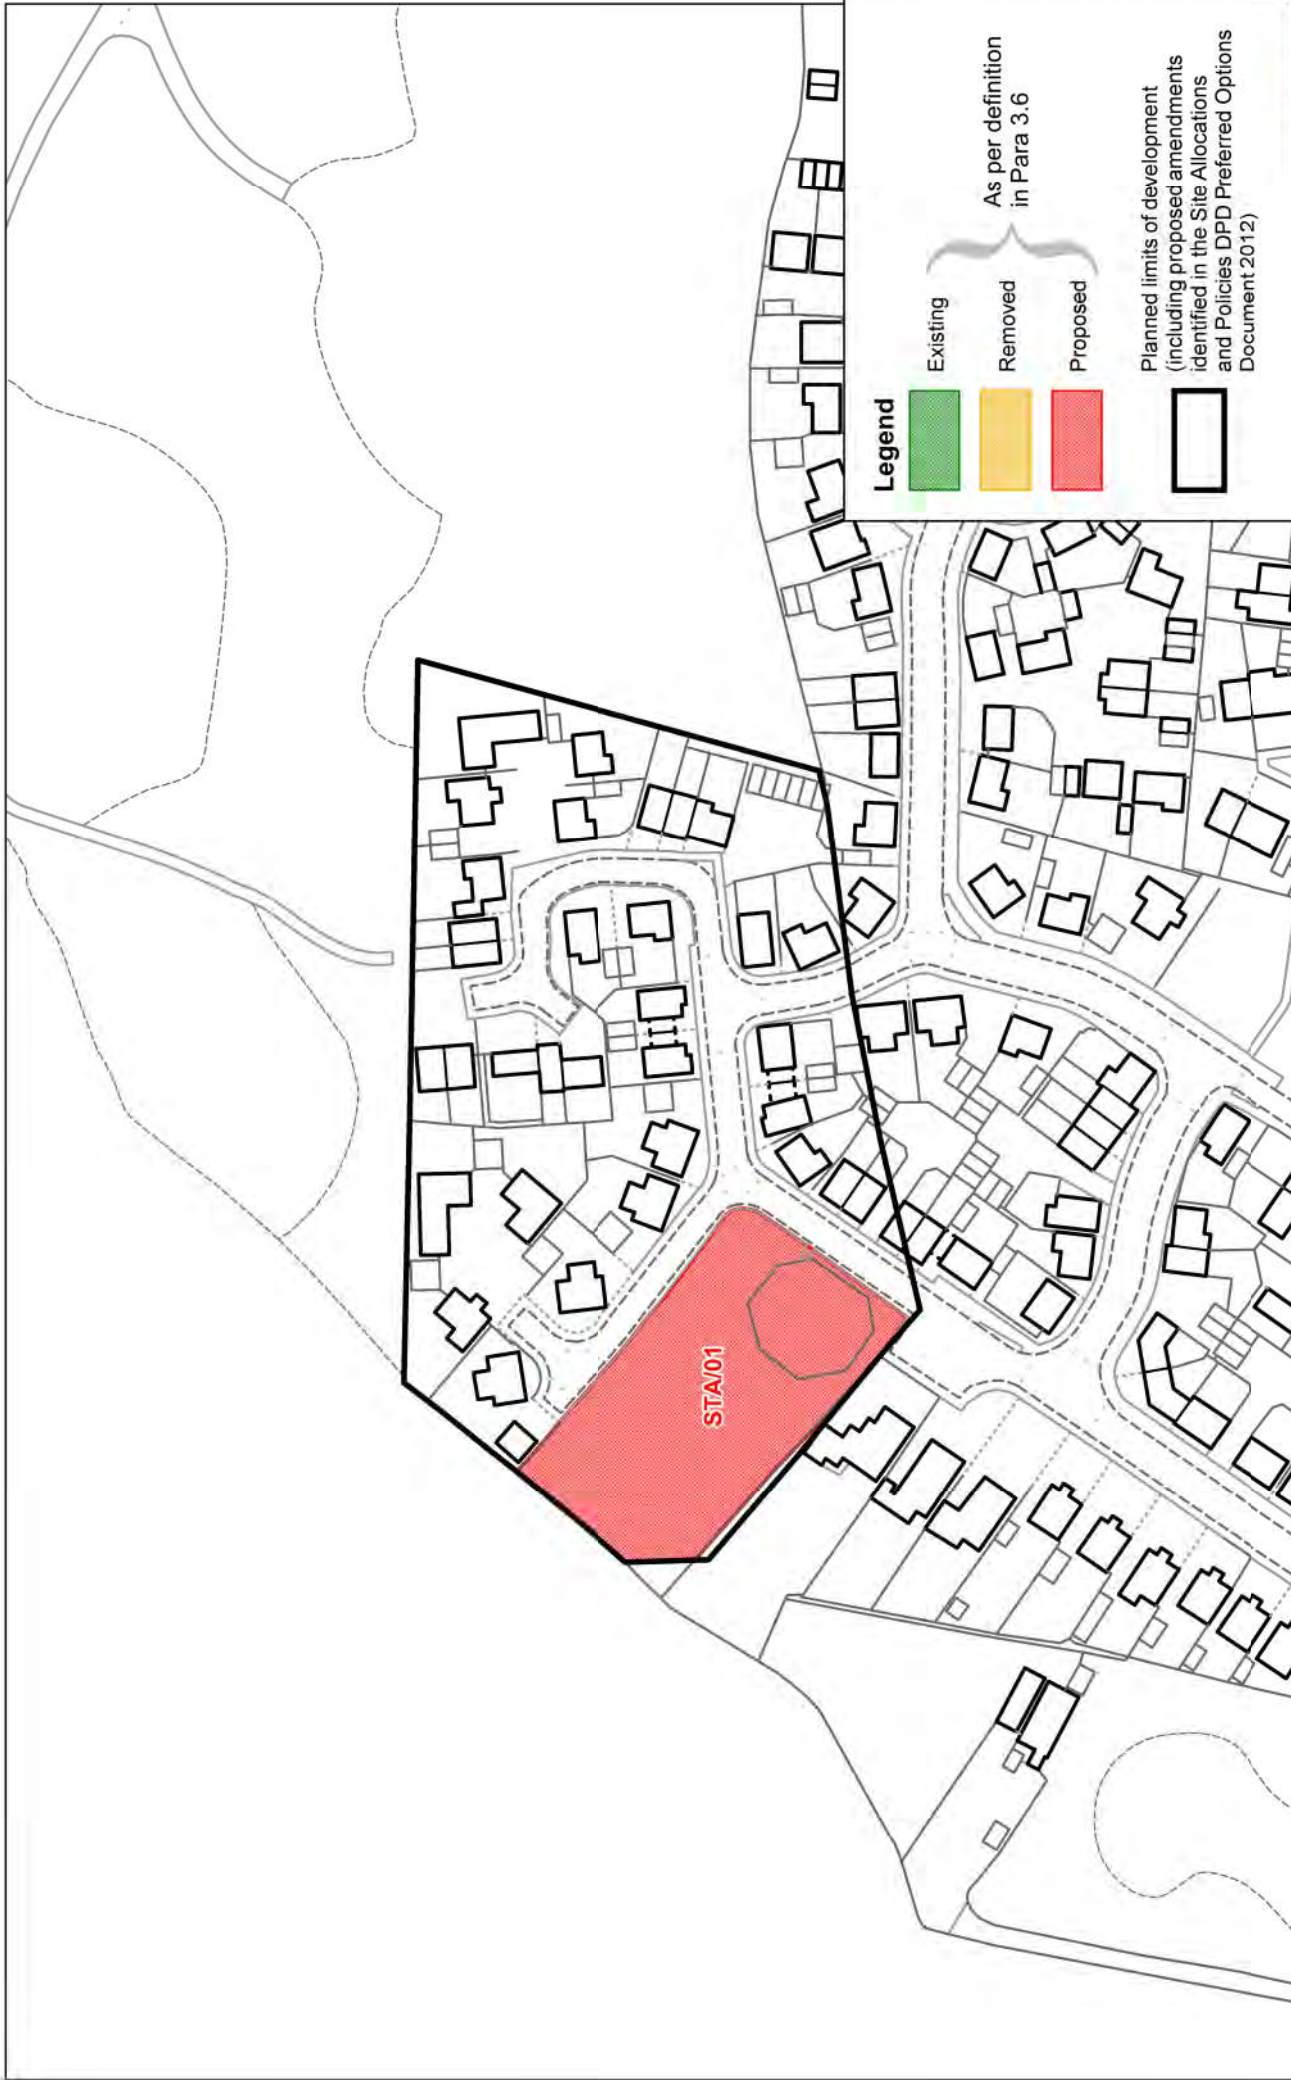 STA/01
Legend
Existing
Removed
Proposed
As per definition
in Para 3.6
Planned limits of development
(including proposed amendments
identified in the Site Allocations
and Policies DPD Preferred Options
Document 2012)